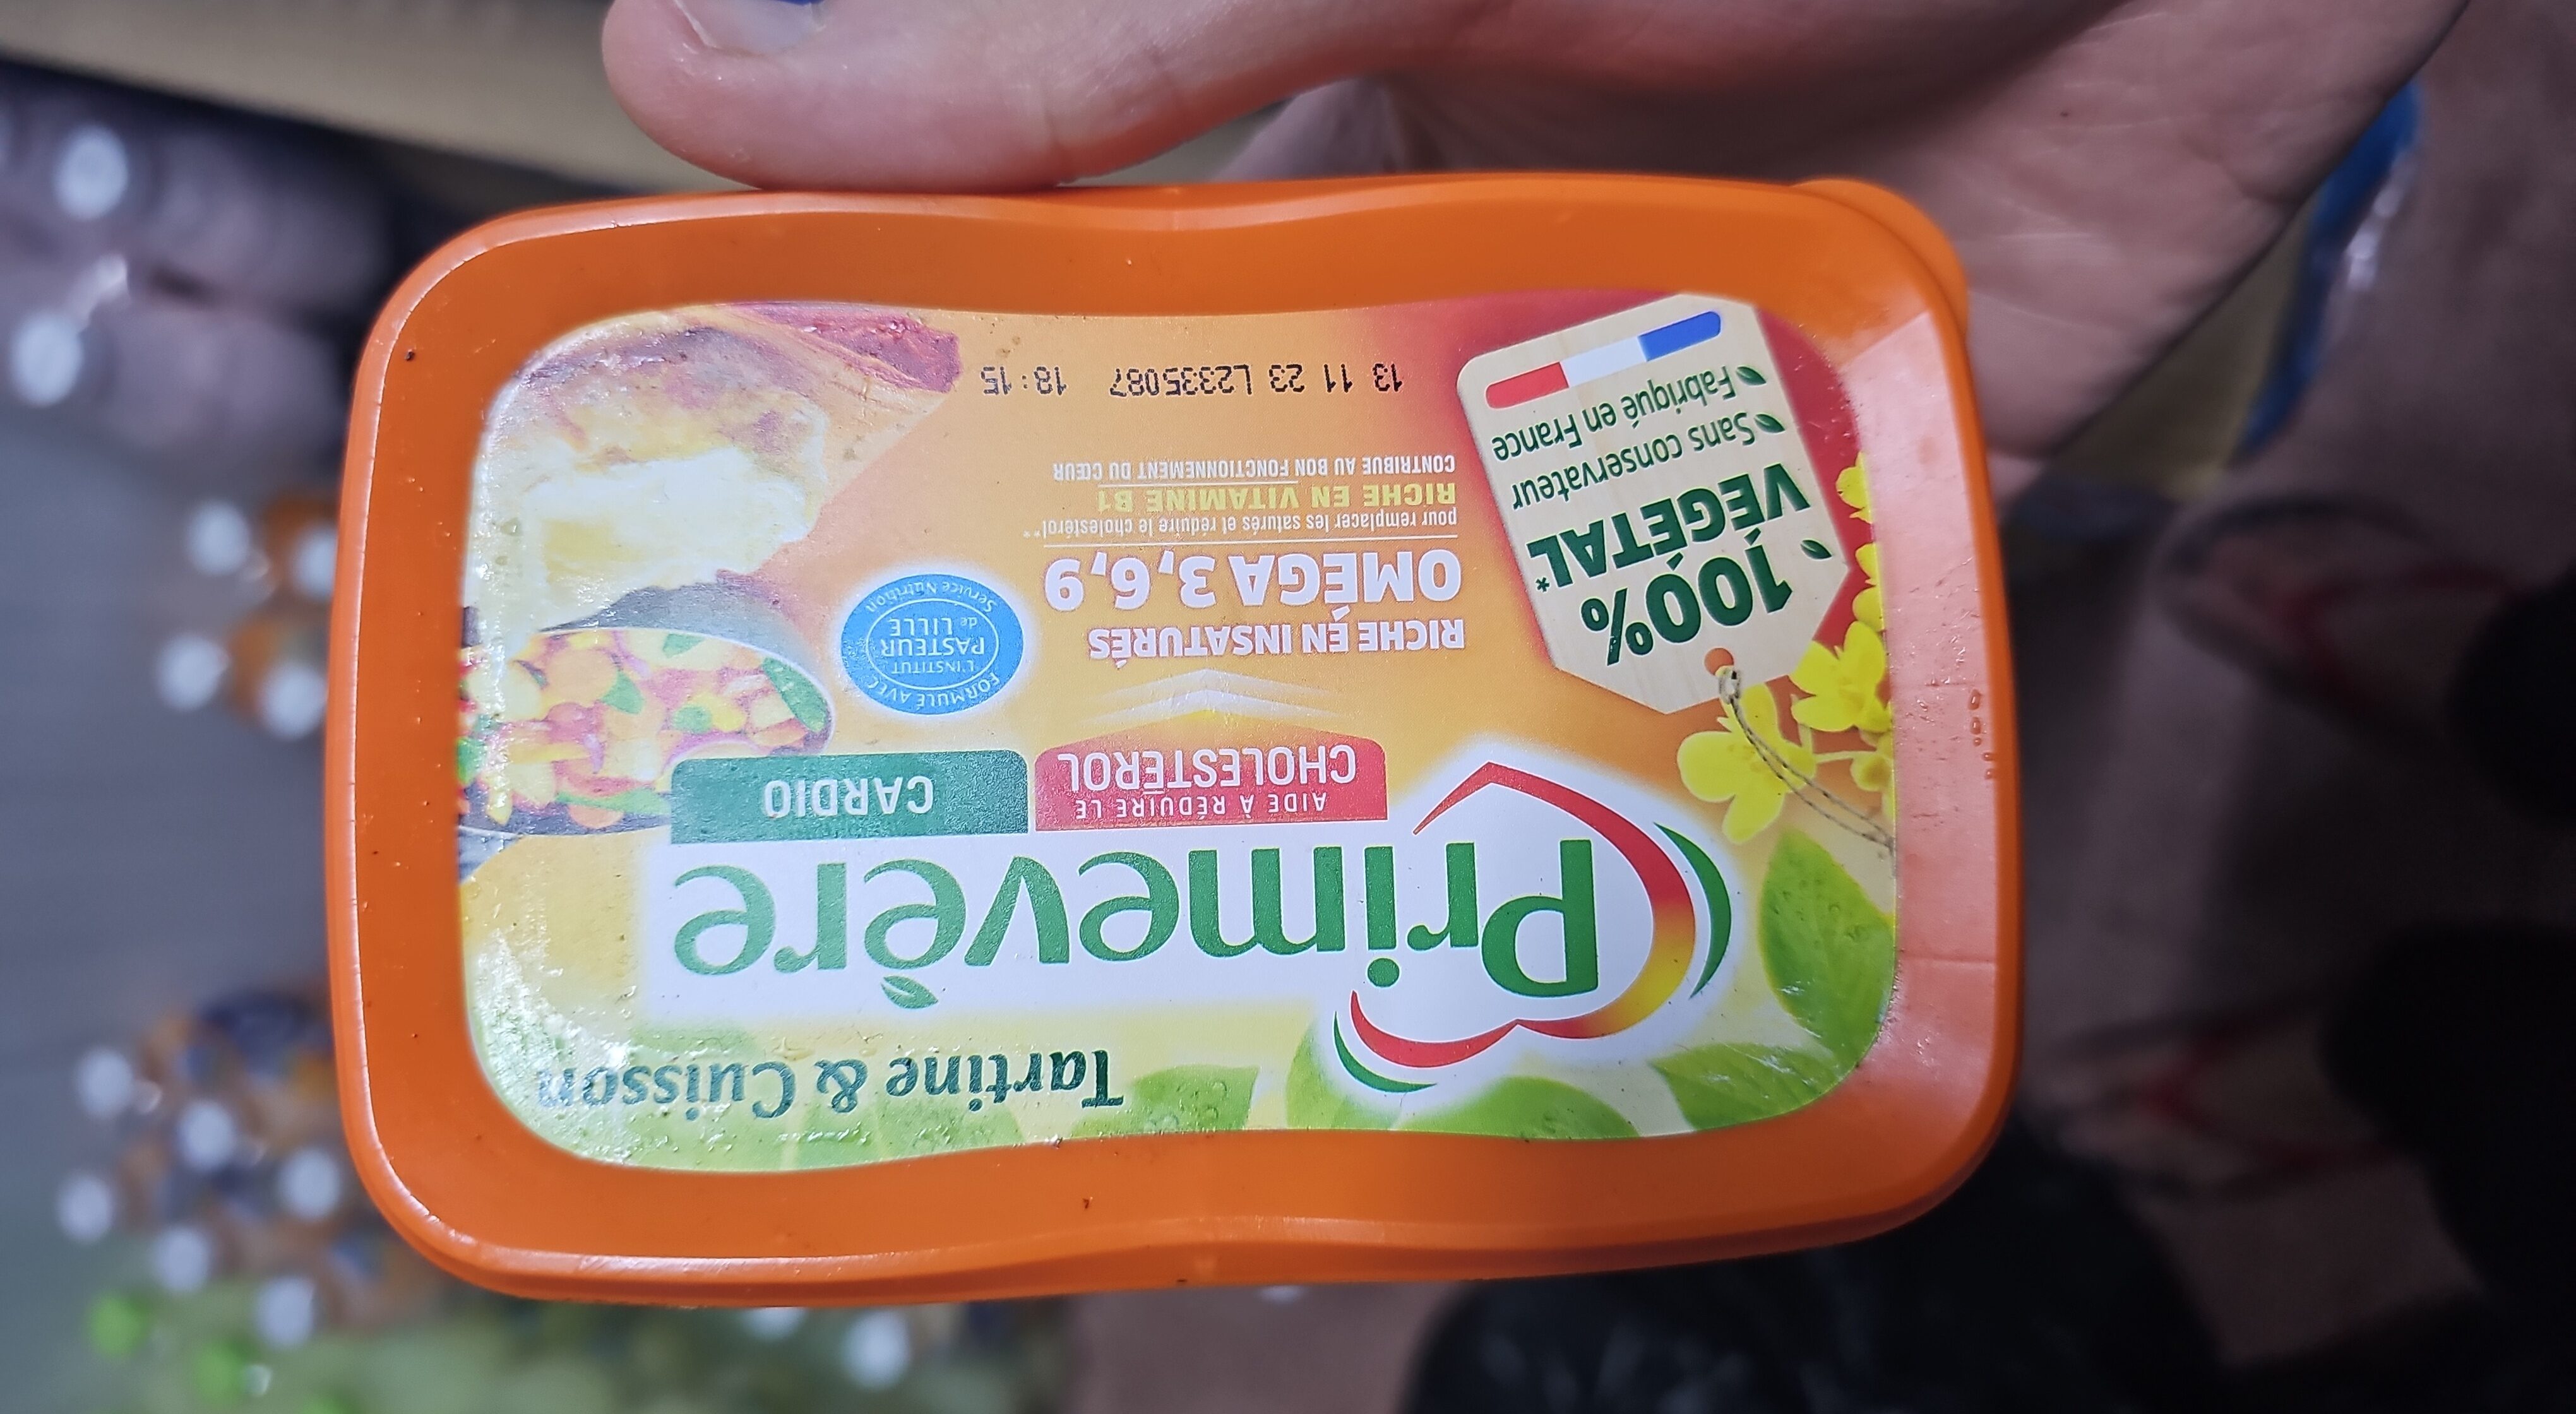 Tartine & Cuisson
Primevère
AIDE À RÉDUIRE LE
CHOLESTÉROL
CARDIO
100%
VÉGÉTAL*
Sans conservateur
Fabriqué en France
RICHE EN INSATURÉS
OMÉGA 3,6,9
pour remplacer les saturés et réduire le cholestérol**
RICHE EN VITAMINE B1
CONTRIBUE AU BON FONCTIONNEMENT DU CŒUR
FORMULÉ AVEC
L'INSTITUT
PASTEUR
de LILLE
Service Nutrition
13 11 23 L2335087 18:15